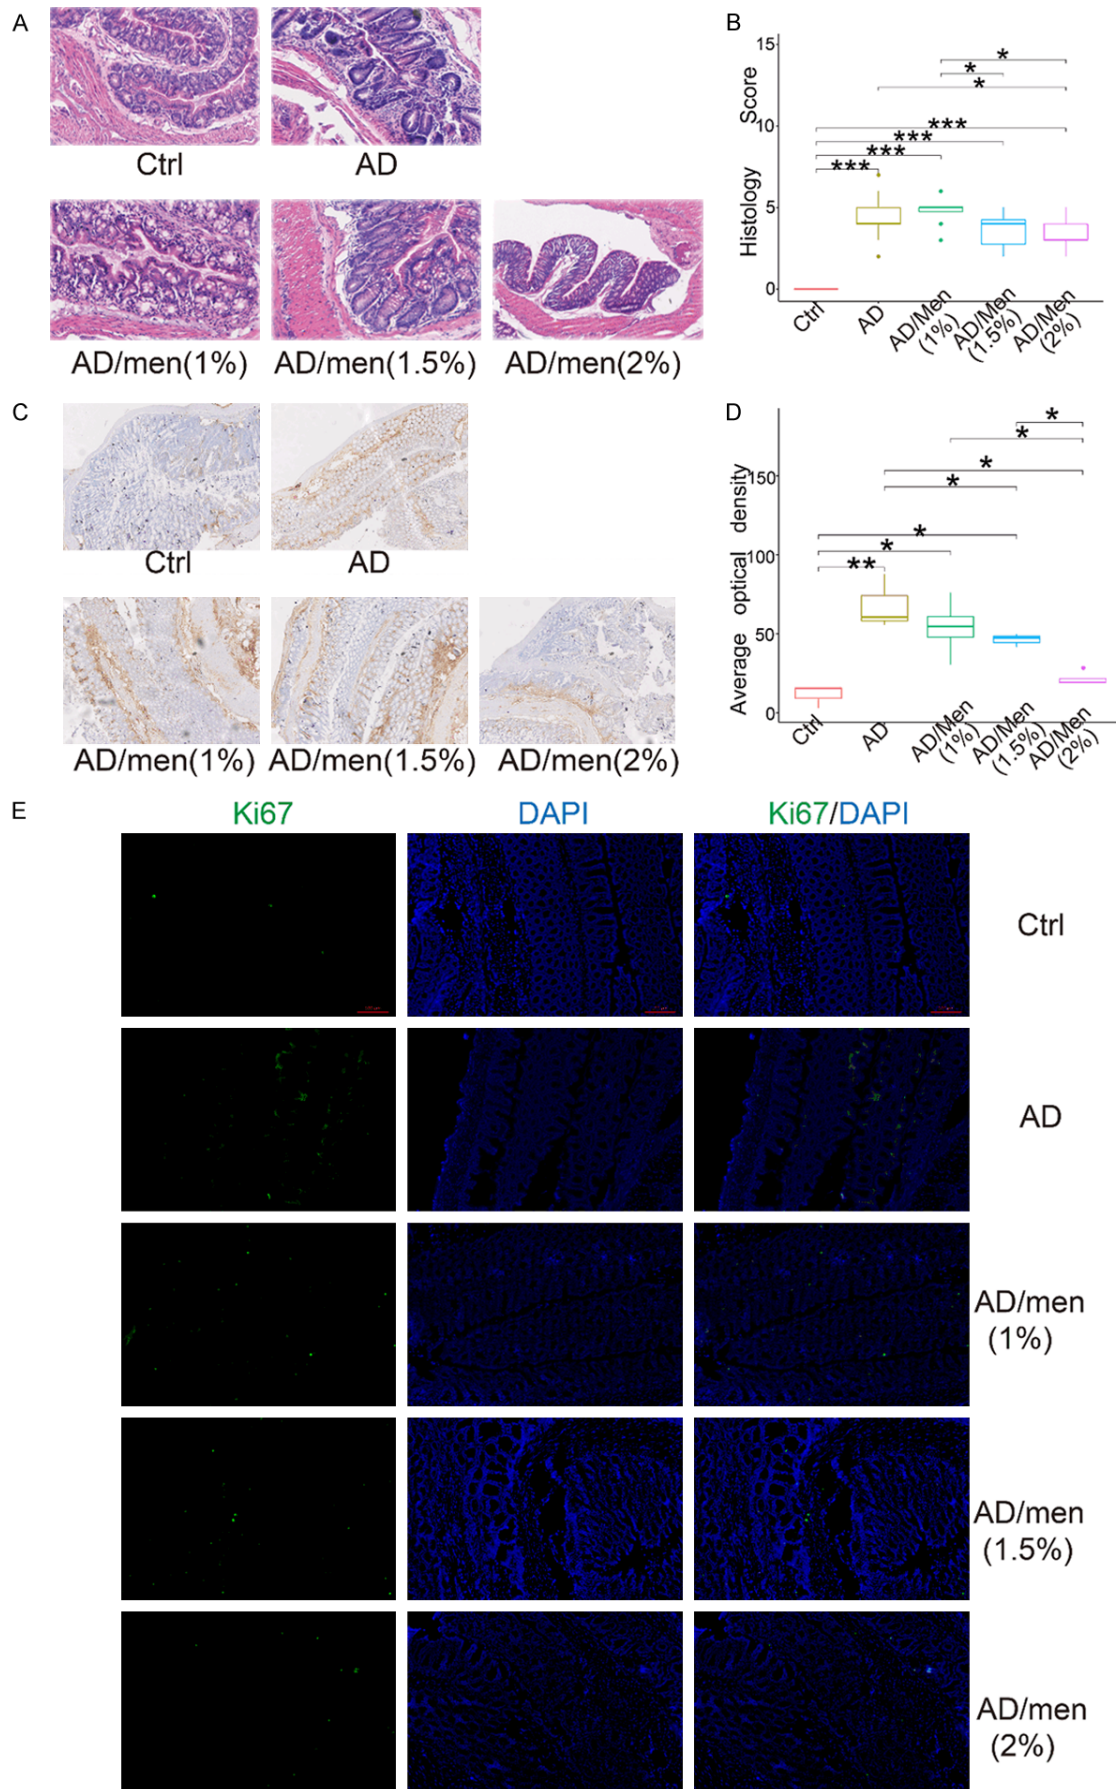 A
Ctrl
AD
AD/men(1%)
AD/men(1.5%)
AD/men(2%)
B
Histology Score
15
10
5
0
*
*
*
***
***
***
***
Ctrl
AD
AD/Men
(1%)
AD/Men
(1.5%)
AD/Men
(2%)
C
Ctrl
AD
AD/men(1%)
AD/men(1.5%)
AD/men(2%)
D
Average optical density
150
100
50
0
*
*
*
*
*
*
**
Ctrl
AD
AD/Men
(1%)
AD/Men
(1.5%)
AD/Men
(2%)
E
Ki67
DAPI
Ki67/DAPI
Ctrl
AD
AD/men
(1%)
AD/men
(1.5%)
AD/men
(2%)